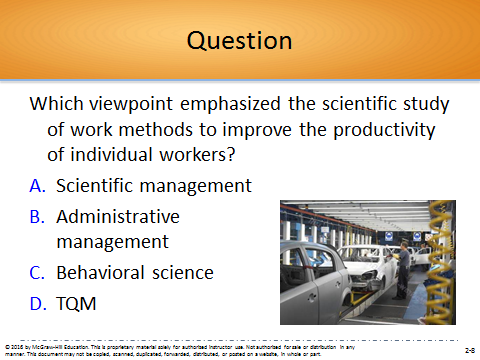 Question
Which viewpoint emphasized the scientific study
of work methods to improve the productivity
of individual workers?
A. Scientific management
B. Administrative
management
C. Behavioral science
D. TQM
© 2016 by McGraw-Hill Education. This is proprietary material solely for authorized instructor use. Not authorized for sale or distribution in any
manner. This document may not be copied, scanned, duplicated, forwarded, distributed, or posted on a website, in whole or part.
2-8